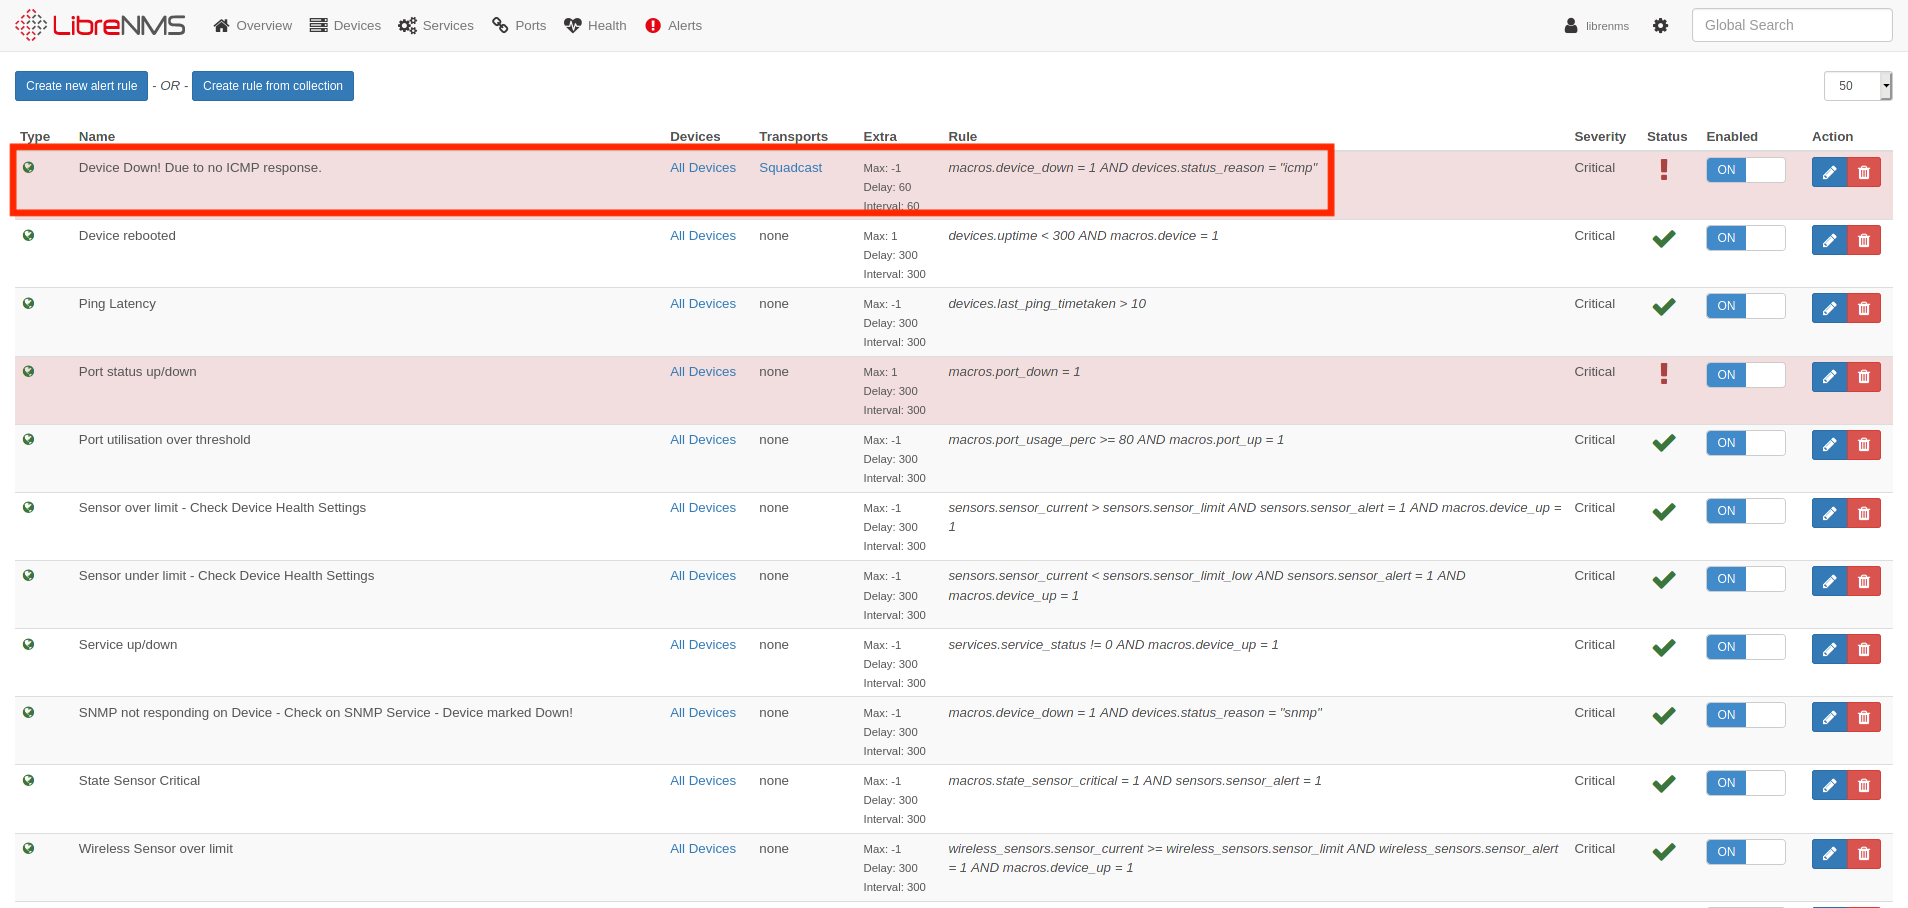 LibreNMS Overview Devices Services Ports Health Alerts librenms Global Search
Create new alert rule - OR - Create rule from collection 50
Type Name Devices Transports Extra Rule Severity Status Enabled Action
Device Down! Due to no ICMP response. All Devices Squadcast Max: -1 macros.device_down = 1 AND devices.status_reason = "icmp" Critical ON
Delay: 60
Interval: 60
Device rebooted All Devices none Max: 1 devices.uptime < 300 AND macros.device = 1 Critical ON
Delay: 300
Interval: 300
Ping Latency All Devices none Max: -1 devices.last_ping_timetaken > 10 Critical ON
Delay: 300
Interval: 300
Port status up/down All Devices none Max: 1 macros.port_down = 1 Critical ON
Delay: 300
Interval: 300
Port utilisation over threshold All Devices none Max: -1 macros.port_usage_perc >= 80 AND macros.port_up = 1 Critical ON
Delay: 300
Interval: 300
Sensor over limit - Check Device Health Settings All Devices none Max: -1 sensors.sensor_current > sensors.sensor_limit AND sensors.sensor_alert = 1 AND macros.device_up = Critical ON
Delay: 300 1
Interval: 300
Sensor under limit - Check Device Health Settings All Devices none Max: -1 sensors.sensor_current < sensors.sensor_limit_low AND sensors.sensor_alert = 1 AND Critical ON
Delay: 300 macros.device_up = 1
Interval: 300
Service up/down All Devices none Max: -1 services.service_status != 0 AND macros.device_up = 1 Critical ON
Delay: 300
Interval: 300
SNMP not responding on Device - Check on SNMP Service - Device marked Down! All Devices none Max: -1 macros.device_down = 1 AND devices.status_reason = "snmp" Critical ON
Delay: 300
Interval: 300
State Sensor Critical All Devices none Max: -1 macros.state_sensor_critical = 1 AND sensors.sensor_alert = 1 Critical ON
Delay: 300
Interval: 300
Wireless Sensor over limit All Devices none Max: -1 wireless_sensors.sensor_current >= wireless_sensors.sensor_limit AND wireless_sensors.sensor_alert Critical ON
Delay: 300 = 1 AND macros.device_up = 1
Interval: 300